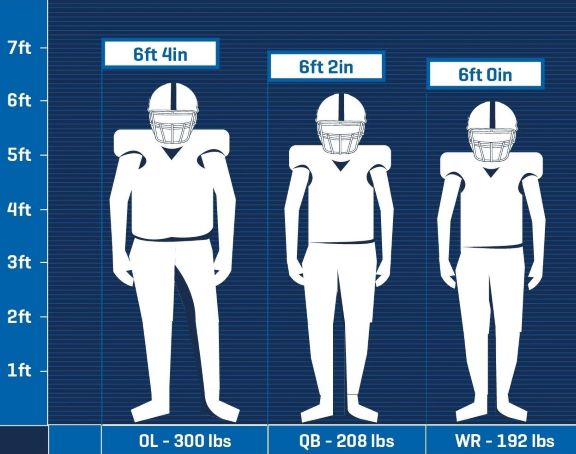 7ft
6ft
5ft
4ft
3ft
2ft
1ft
6ft 4in
6ft 2in
6ft 0in
OL - 300 lbs
QB - 208 lbs
WR - 192 lbs